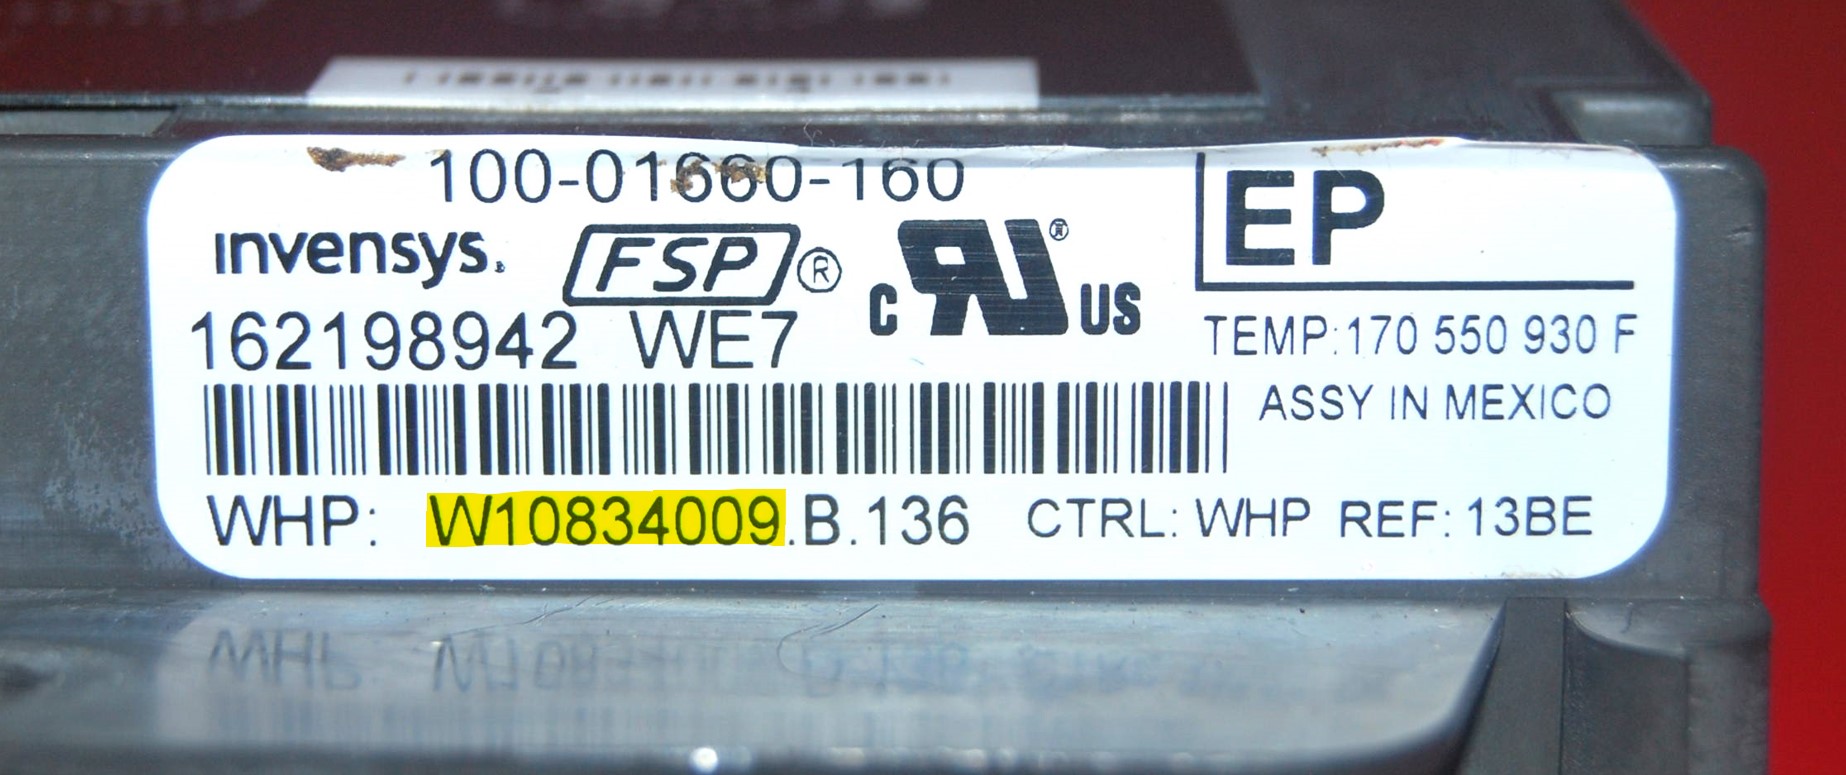 100-01660-160
EP
invensys. FSP® c RU® US
162198942 WE7
TEMP:170 550 930 F
ASSY IN MEXICO
WHP: W10834009.B.136 CTRL: WHP REF: 13BE